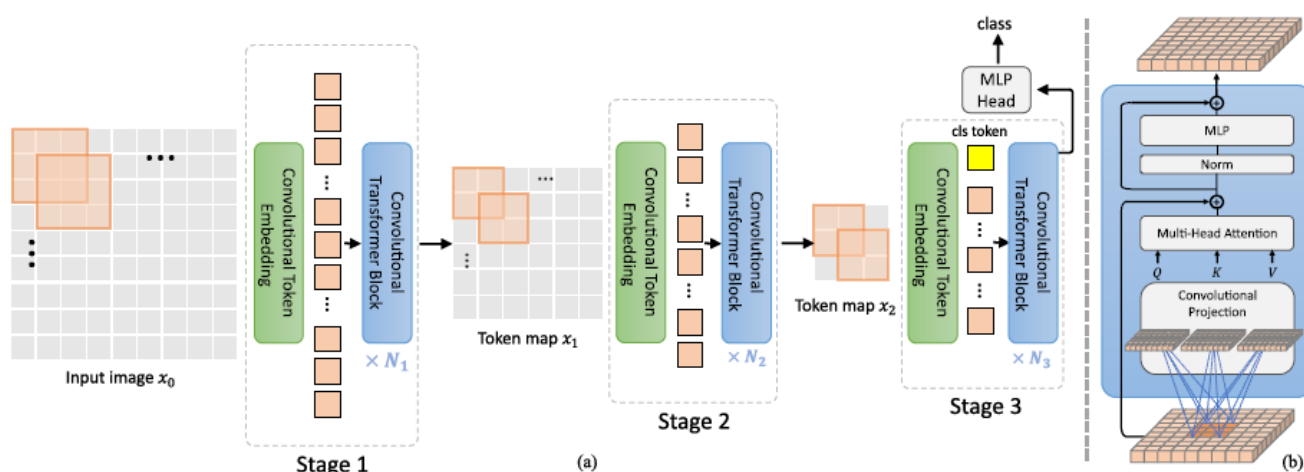 Input image x₀
Convolutional Token
Embedding
Convolutional
Transformer Block
× N₁
Stage 1
Token map x₁
Convolutional Token
Embedding
Convolutional
Transformer Block
× N₂
Stage 2
Token map x₂
class
MLP
Head
cls token
Convolutional Token
Embedding
Convolutional
Transformer Block
× N₃
Stage 3
(a)
MLP
Norm
Multi-Head Attention
Q K V
Convolutional
Projection
(b)